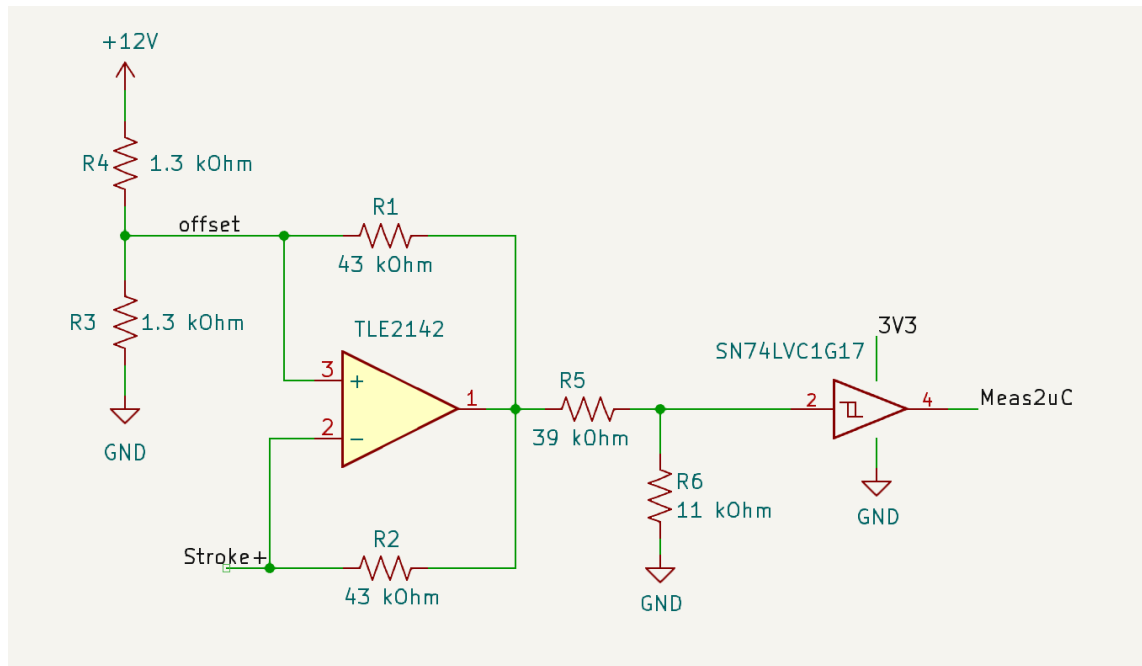 +12V
R4
1.3 kOhm
offset
R1
43 kOhm
R3
1.3 kOhm
GND
TLE2142
3
+
2
−
1
R5
39 kOhm
R6
11 kOhm
GND
Stroke+
R2
43 kOhm
SN74LVC1G17
3V3
2
4
Meas2uC
GND